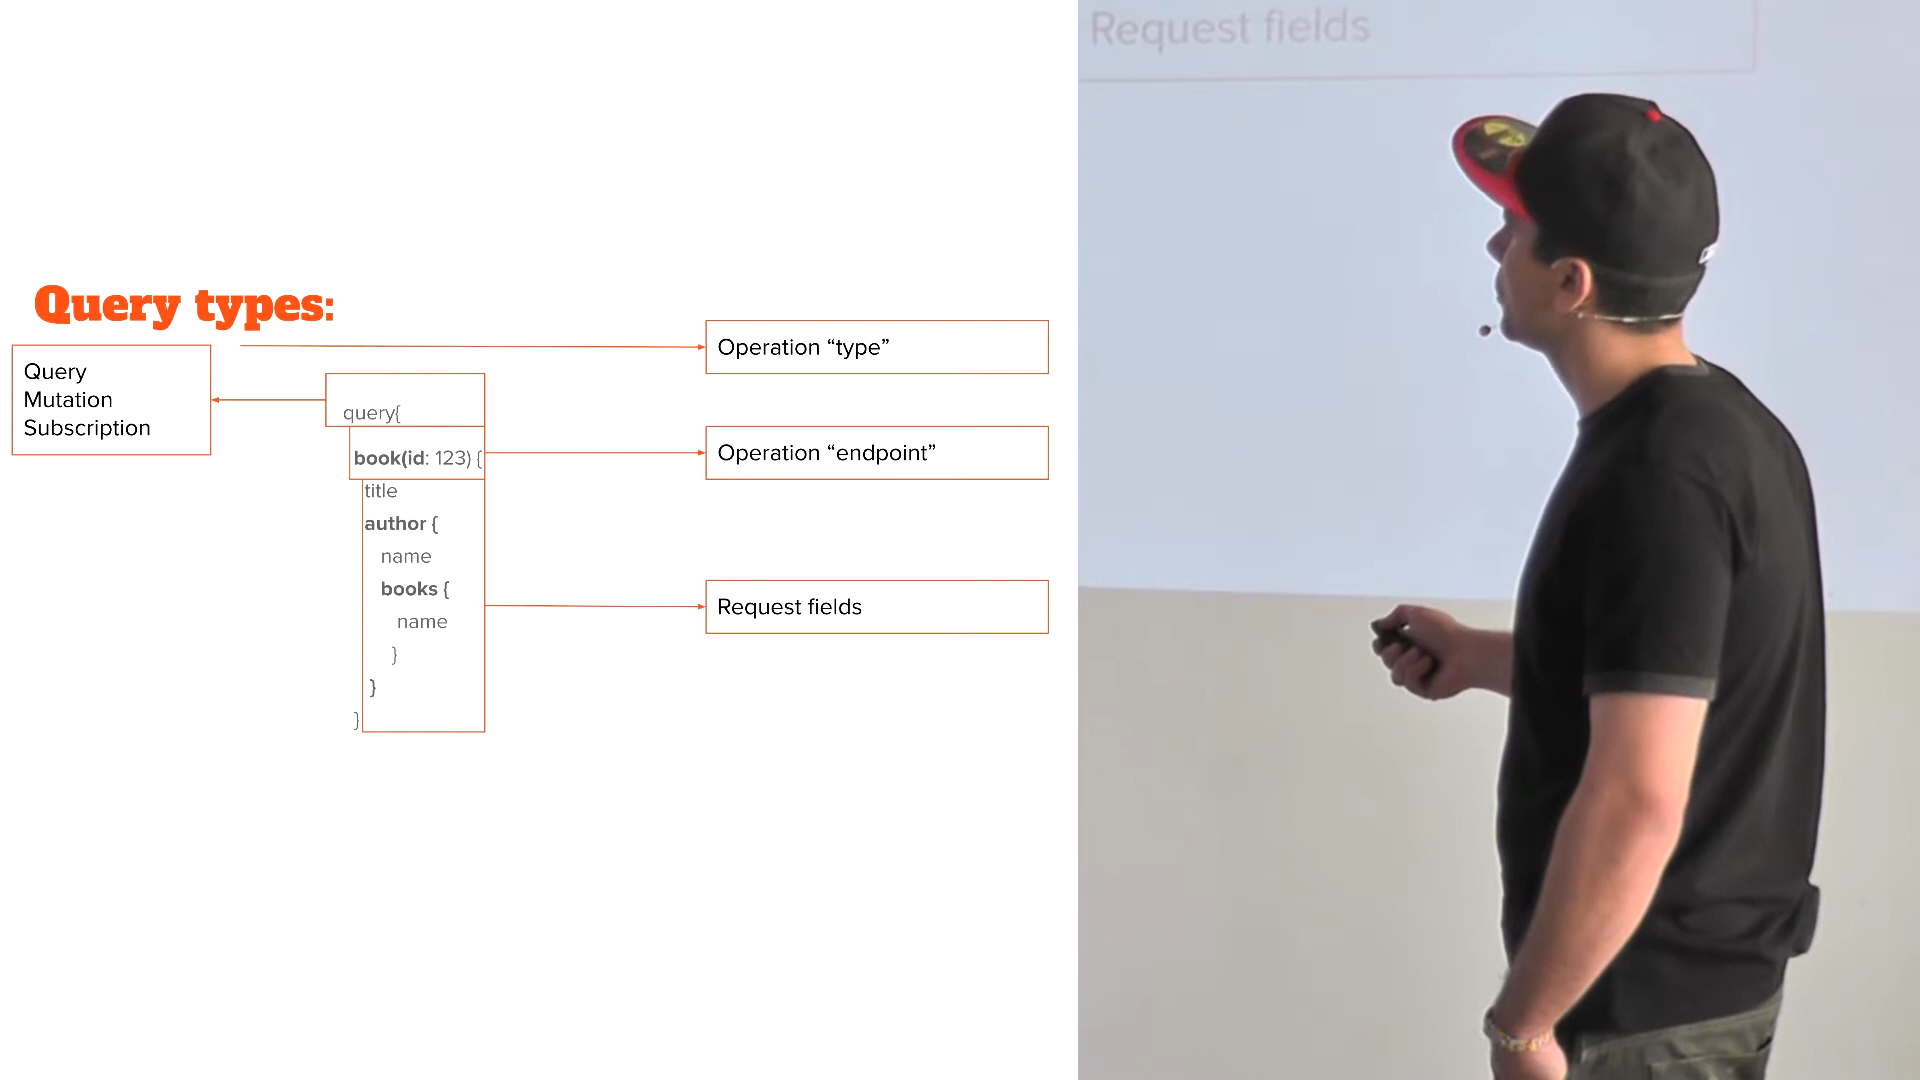 Query types:
Operation “type”
Query
Mutation
Subscription
query{
book(id: 123) {
Operation “endpoint”
title
author {
name
books {
Request fields
name
}
}
}
Request fields